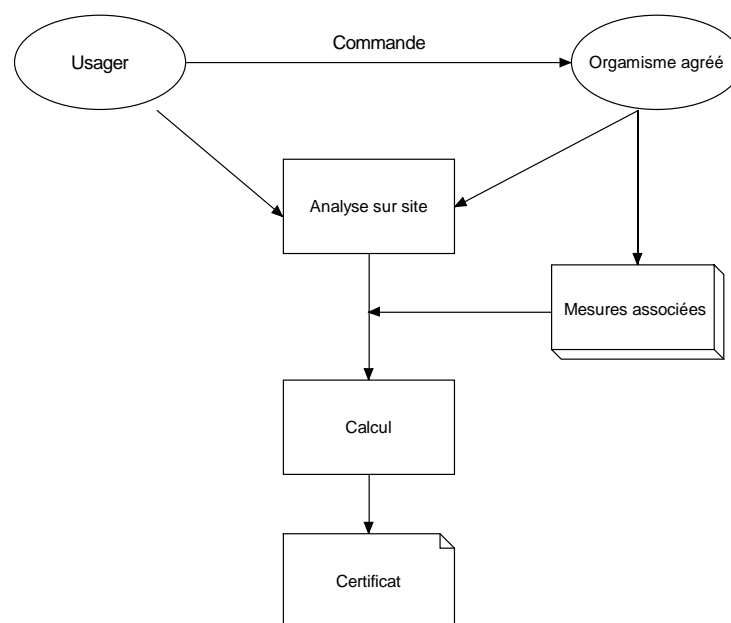 Commande
Usager
Orgamisme agréé
Analyse sur site
Mesures associées
Calcul
Certificat